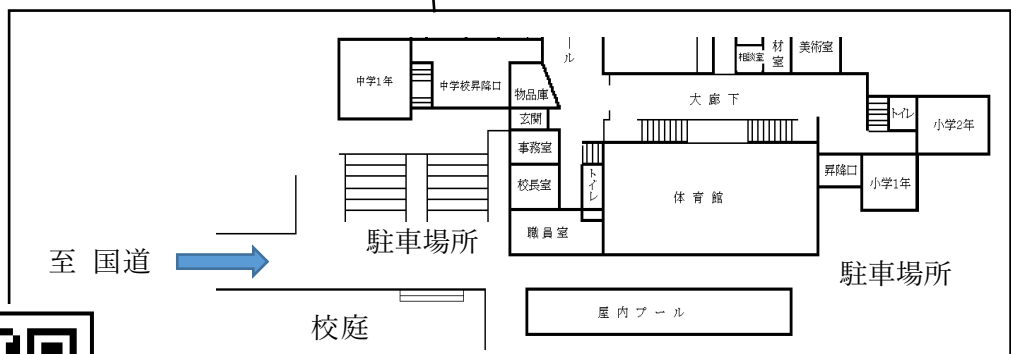 ール
相談室
材室
美術室
中学1年
中学校昇降口
物品庫
大 廊 下
トイレ
小学2年
玄関
事務室
校長室
トイレ
体 育 館
昇降口
小学1年
職 員 室
駐車場所
至 国道
駐車場所
校庭
屋 内 プ ー ル